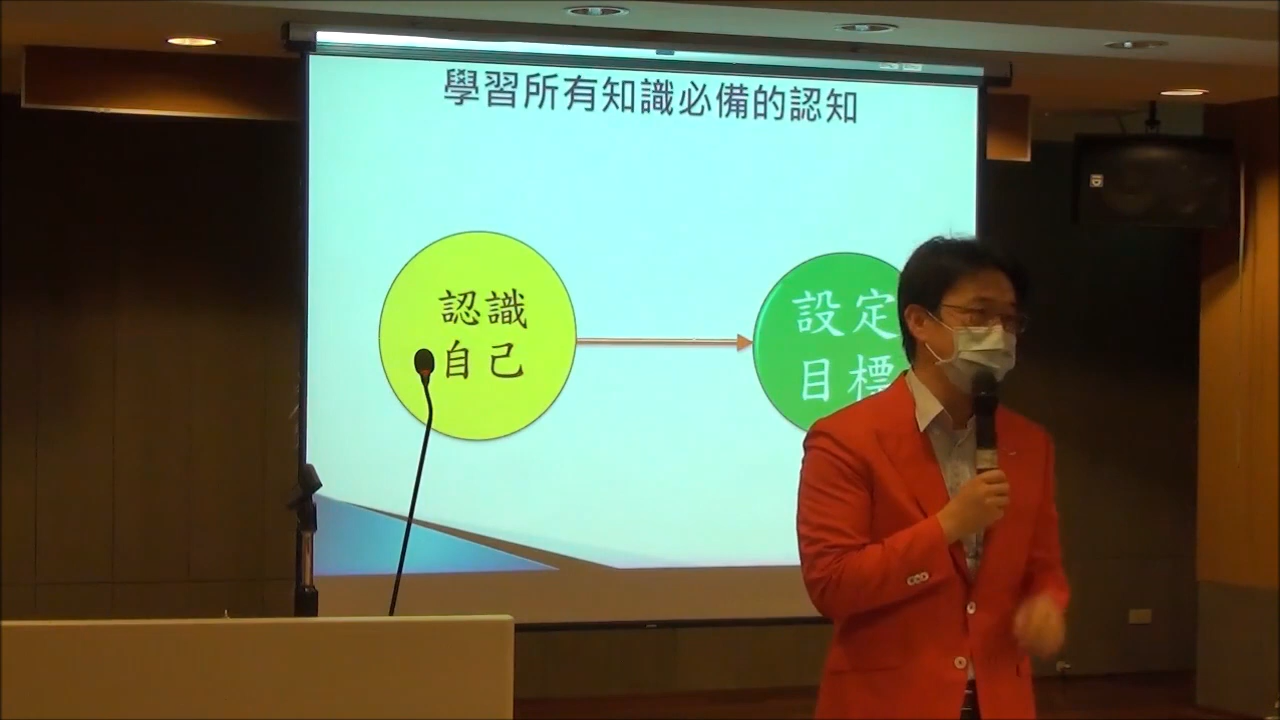 學習所有知識必備的認知
認識
自己
設定
目標